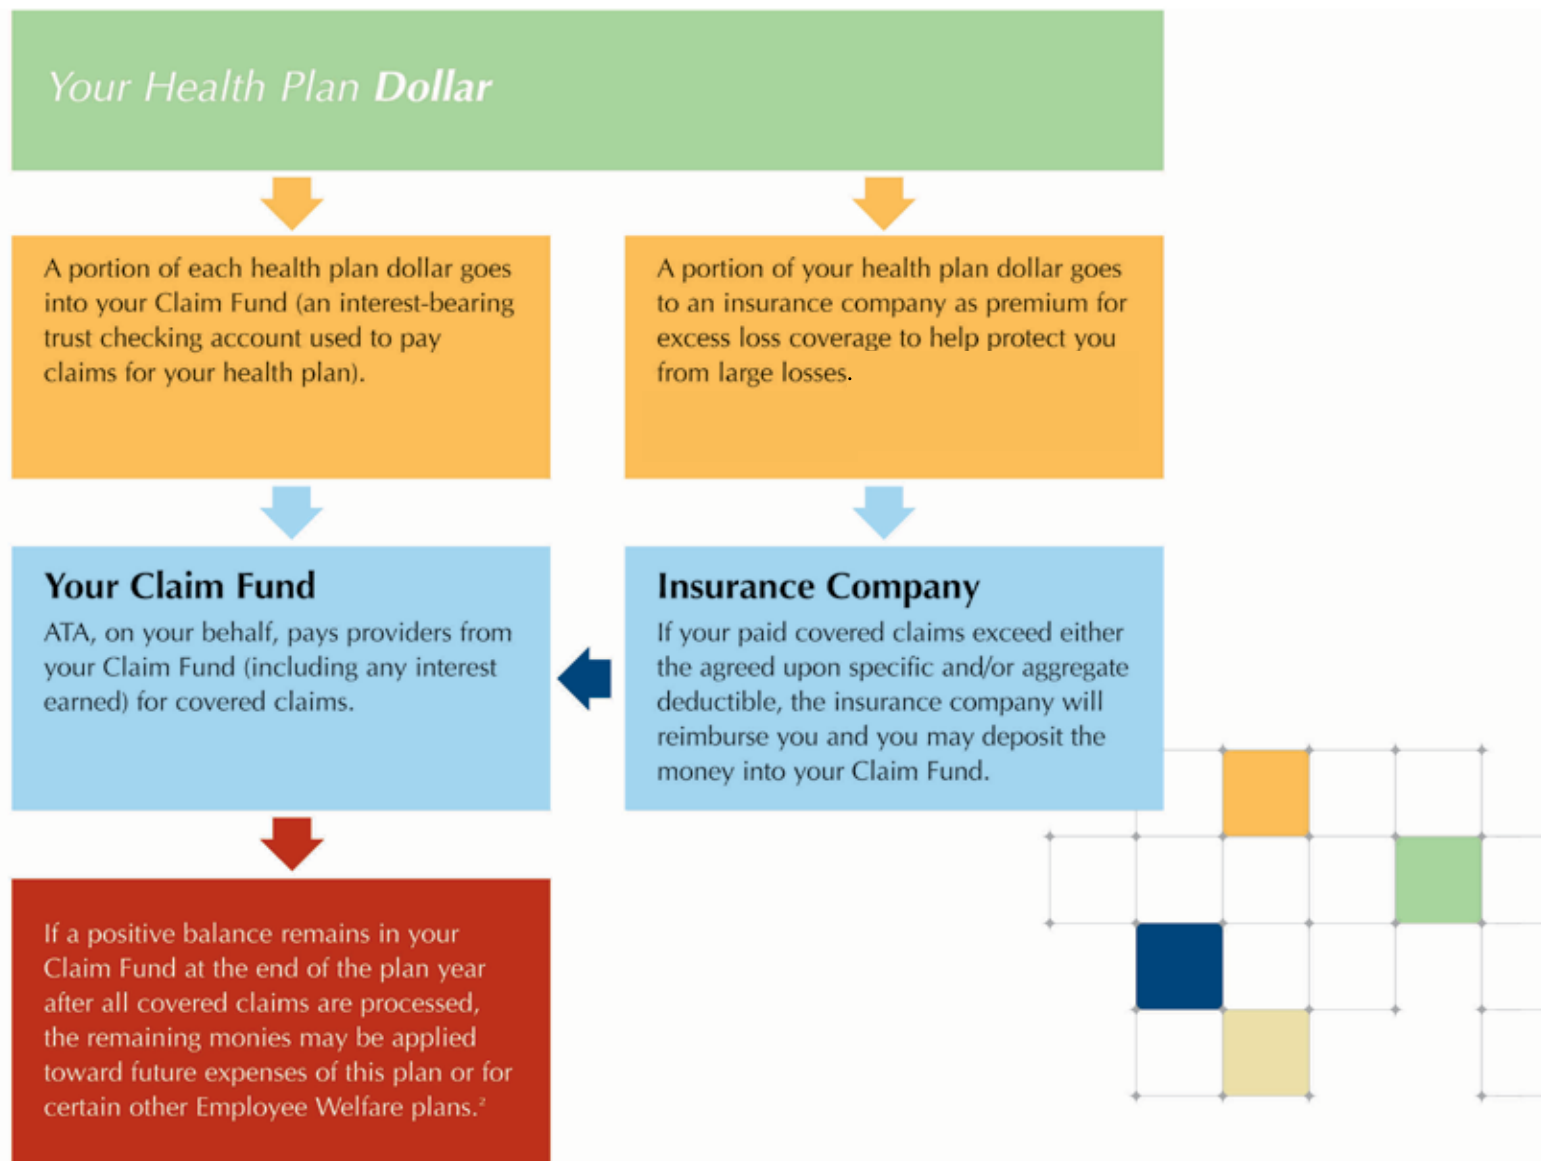 Your Health Plan Dollar
A portion of each health plan dollar goes
into your Claim Fund (an interest-bearing
trust checking account used to pay
claims for your health plan).
A portion of your health plan dollar goes
to an insurance company as premium for
excess loss coverage to help protect you
from large losses.
Your Claim Fund
ATA, on your behalf, pays providers from
your Claim Fund (including any interest
earned) for covered claims.
Insurance Company
If your paid covered claims exceed either
the agreed upon specific and/or aggregate
deductible, the insurance company will
reimburse you and you may deposit the
money into your Claim Fund.
If a positive balance remains in your
Claim Fund at the end of the plan year
after all covered claims are processed,
the remaining monies may be applied
toward future expenses of this plan or for
certain other Employee Welfare plans.²